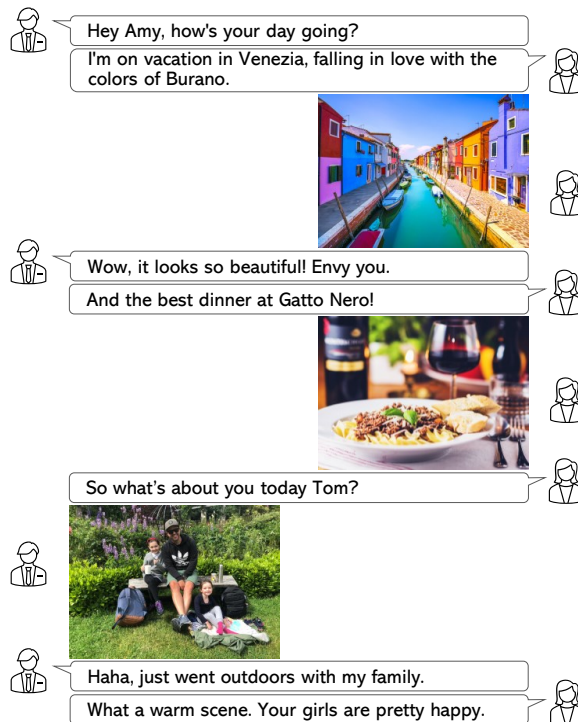 Hey Amy, how's your day going?
I'm on vacation in Venezia, falling in love with the
colors of Burano.
Wow, it looks so beautiful! Envy you.
And the best dinner at Gatto Nero!
So what's about you today Tom?
Haha, just went outdoors with my family.
What a warm scene. Your girls are pretty happy.